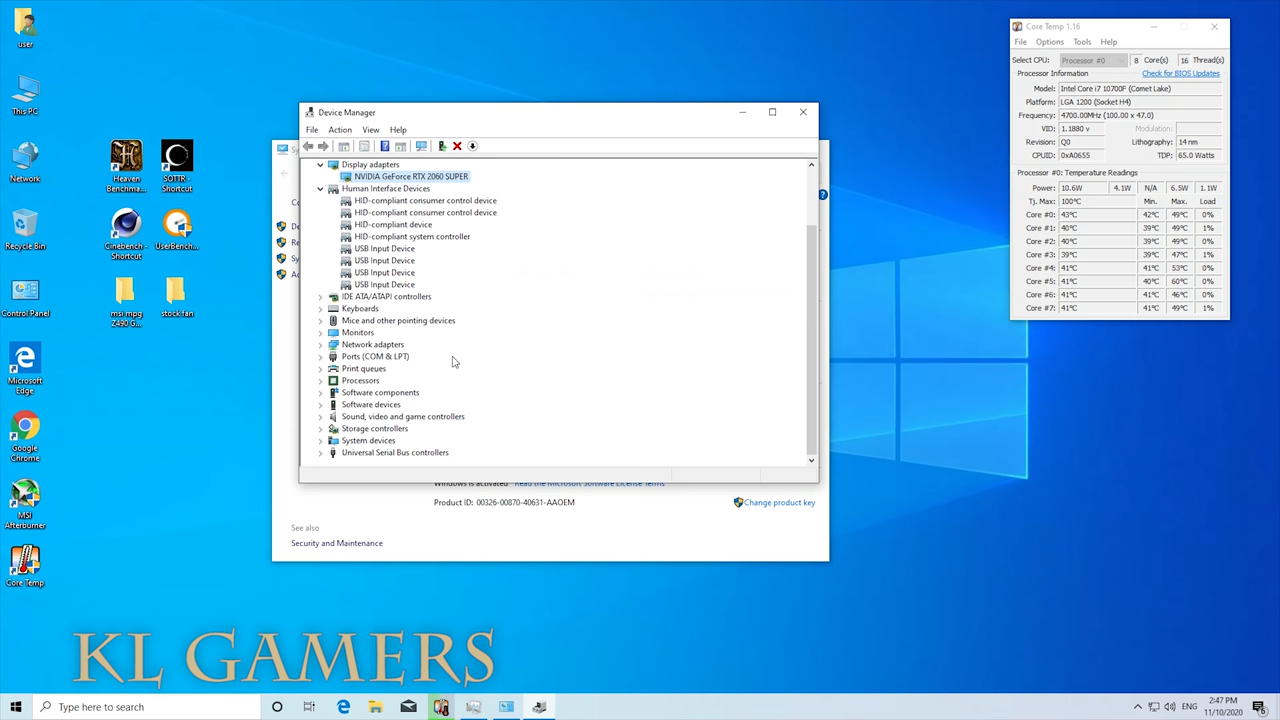 user
This PC
Network
Recycle Bin
Control Panel
Microsoft
Edge
Google
Chrome
MSI
Afterburner
Core Temp
Heaven
Benchma...
SOTTR -
Shortcut
Cinebench -
Shortcut
UserBench...
msi mpg
Z490 G...
stock fan
Device Manager
File Action View Help
Display adapters
NVIDIA GeForce RTX 2060 SUPER
Human Interface Devices
HID-compliant consumer control device
HID-compliant consumer control device
HID-compliant device
HID-compliant system controller
USB Input Device
USB Input Device
USB Input Device
USB Input Device
IDE ATA/ATAPI controllers
Keyboards
Mice and other pointing devices
Monitors
Network adapters
Ports (COM & LPT)
Print queues
Processors
Software components
Software devices
Sound, video and game controllers
Storage controllers
System devices
Universal Serial Bus controllers
Product ID: 00326-00870-40631-AAOEM
Change product key
See also
Security and Maintenance
Core Temp 1.16
File Options Tools Help
Select CPU: Processor #0 8 Core(s) 16 Thread(s)
Processor Information Check for BIOS Updates
Model: Intel Core i7 10700F (Comet Lake)
Platform: LGA 1200 (Socket H4)
Frequency: 4700.00MHz (100.00 x 47.0)
VID: 1.1880 v Modulation:
Revision: Q0 Lithography: 14 nm
CPUID: 0xA0655 TDP: 65.0 Watts
Processor #0: Temperature Readings
Power: 10.6W 4.1W N/A 6.5W 1.1W
Tj. Max: 100°C Min. Max. Load
Core #0: 43°C 42°C 49°C 0%
Core #1: 40°C 39°C 49°C 1%
Core #2: 40°C 39°C 49°C 0%
Core #3: 39°C 39°C 47°C 1%
Core #4: 41°C 41°C 53°C 0%
Core #5: 41°C 40°C 60°C 0%
Core #6: 41°C 41°C 46°C 0%
Core #7: 41°C 41°C 49°C 1%
KL GAMERS
Type here to search
ENG
2:47 PM
11/10/2020